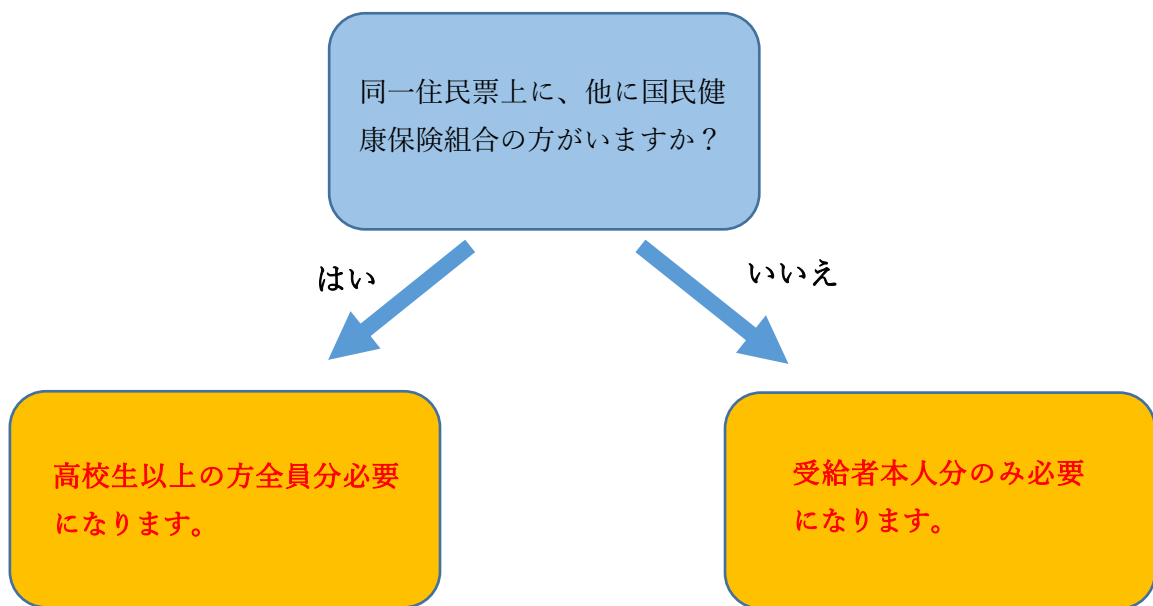 同一住民票上に、他に国民健
康保険組合の方がいますか？
はい
いいえ
高校生以上の方全員分必要
になります。
受給者本人分のみ必要
になります。